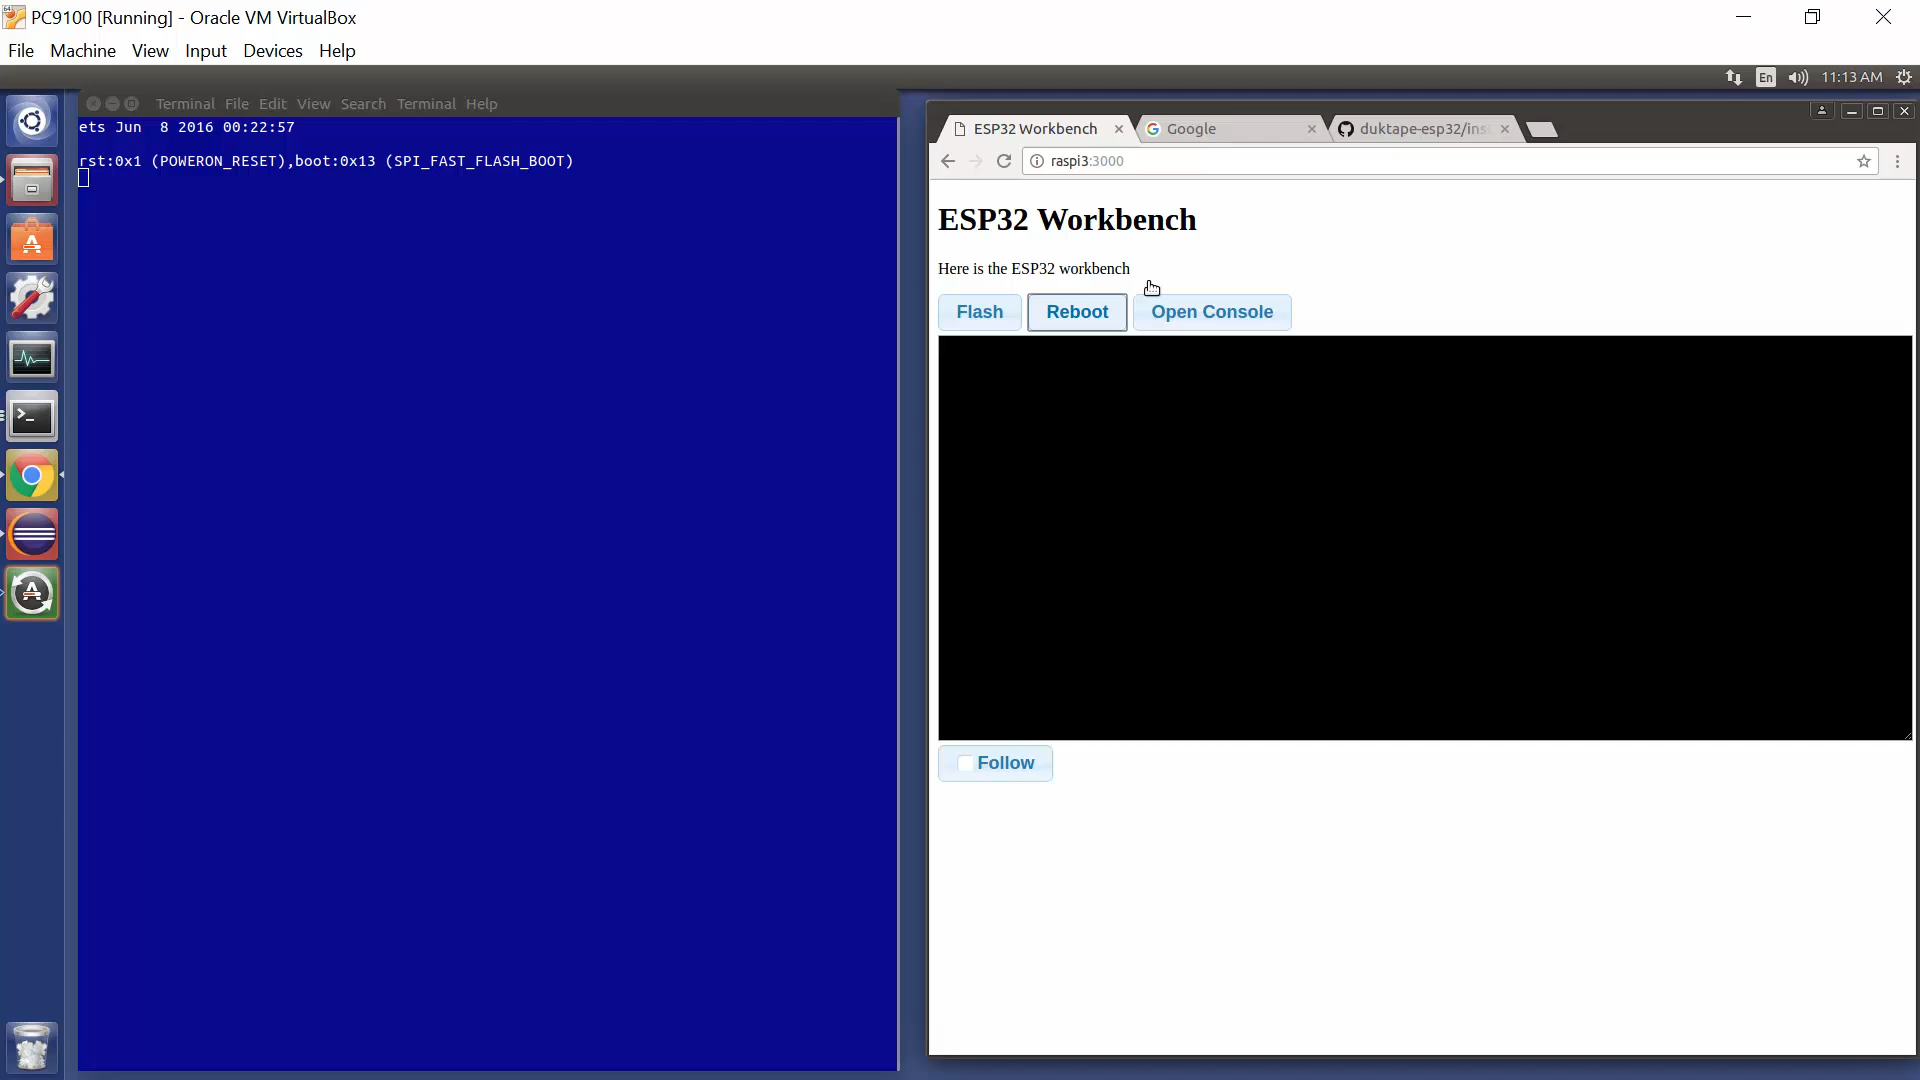 PC9100 [Running] - Oracle VM VirtualBox
File Machine View Input Devices Help
En 11:13 AM
Terminal File Edit View Search Terminal Help
ets Jun  8 2016 00:22:57
rst:0x1 (POWERON_RESET),boot:0x13 (SPI_FAST_FLASH_BOOT)
ESP32 Workbench
Google
duktape-esp32/ins
raspi3:3000
ESP32 Workbench
Here is the ESP32 workbench
Flash Reboot Open Console
Follow